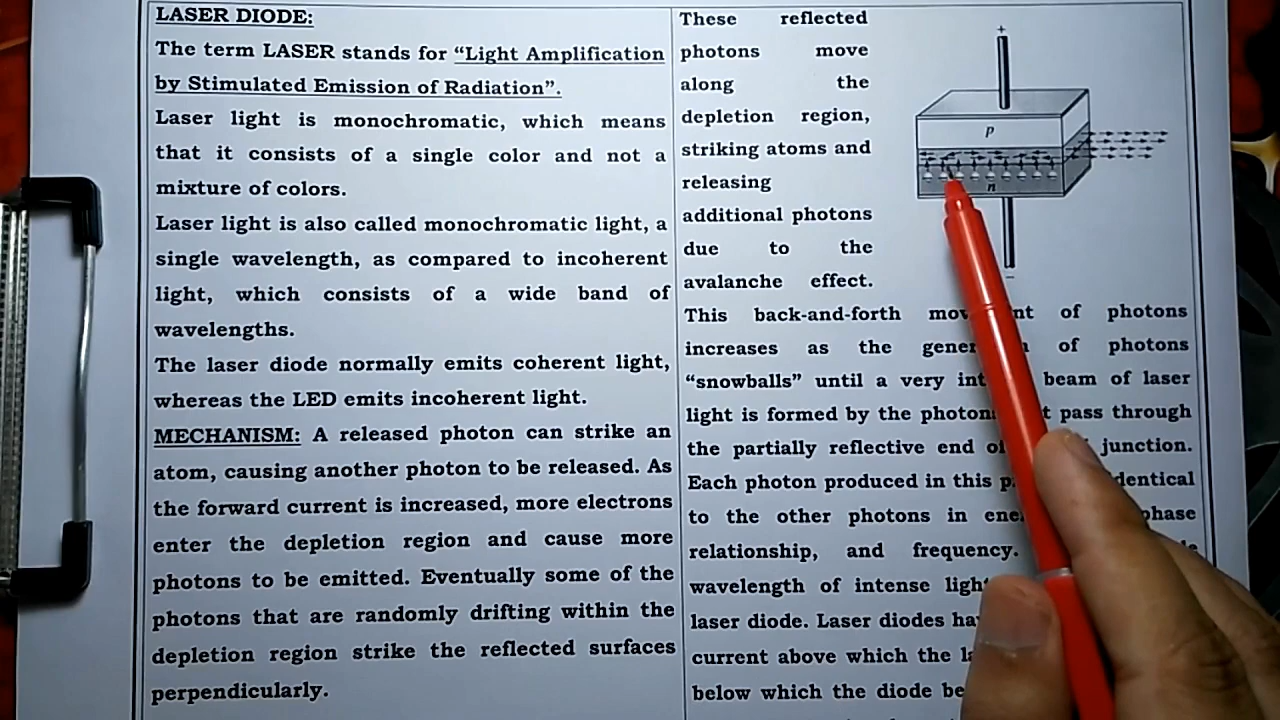 LASER DIODE:
The term LASER stands for “Light Amplification
by Stimulated Emission of Radiation”.
Laser light is monochromatic, which means
that it consists of a single color and not a
mixture of colors.
Laser light is also called monochromatic light, a
single wavelength, as compared to incoherent
light, which consists of a wide band of
wavelengths.
The laser diode normally emits coherent light,
whereas the LED emits incoherent light.
MECHANISM: A released photon can strike an
atom, causing another photon to be released. As
the forward current is increased, more electrons
enter the depletion region and cause more
photons to be emitted. Eventually some of the
photons that are randomly drifting within the
depletion region strike the reflected surfaces
perpendicularly.
These reflected
photons move
along the
depletion region,
striking atoms and
releasing
additional photons
due to the
avalanche effect.
This back-and-forth of photons
increases as the of photons
“snowballs” until a very beam of laser
light is formed by the pass through
the partially reflective end junction.
Each photon produced in this
to the other photons in phase
relationship, and frequency.
wavelength of intense
laser diode. Laser diodes
current above which the
below which the diode
+
p
n
−